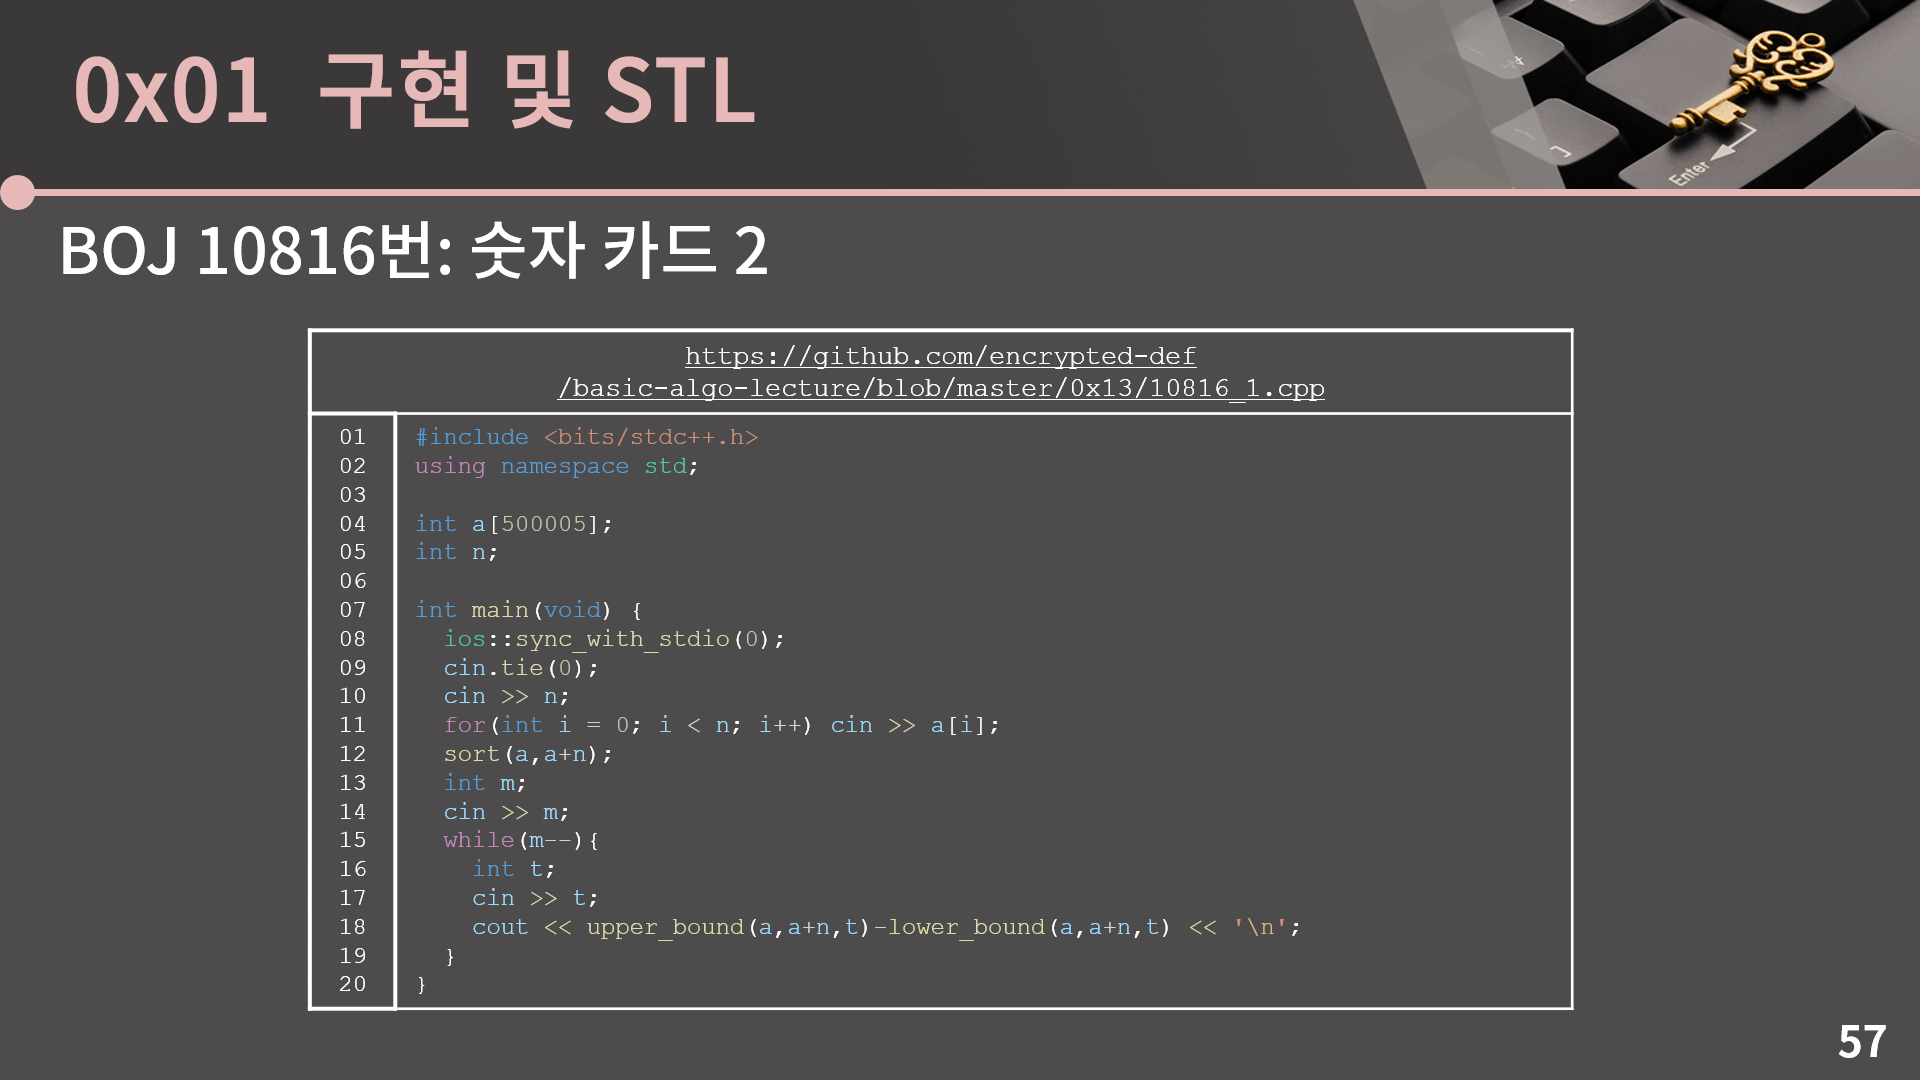 0x01 구현 및 STL
Enter
BOJ 10816번: 숫자 카드 2
https://github.com/encrypted-def
/basic-algo-lecture/blob/master/0x13/10816_1.cpp
01 #include <bits/stdc++.h>
02 using namespace std;
03
04 int a[500005];
05 int n;
06
07 int main(void) {
08   ios::sync_with_stdio(0);
09   cin.tie(0);
10   cin >> n;
11   for(int i = 0; i < n; i++) cin >> a[i];
12   sort(a,a+n);
13   int m;
14   cin >> m;
15   while(m--){
16     int t;
17     cin >> t;
18     cout << upper_bound(a,a+n,t)-lower_bound(a,a+n,t) << '\n';
19   }
20 }
57